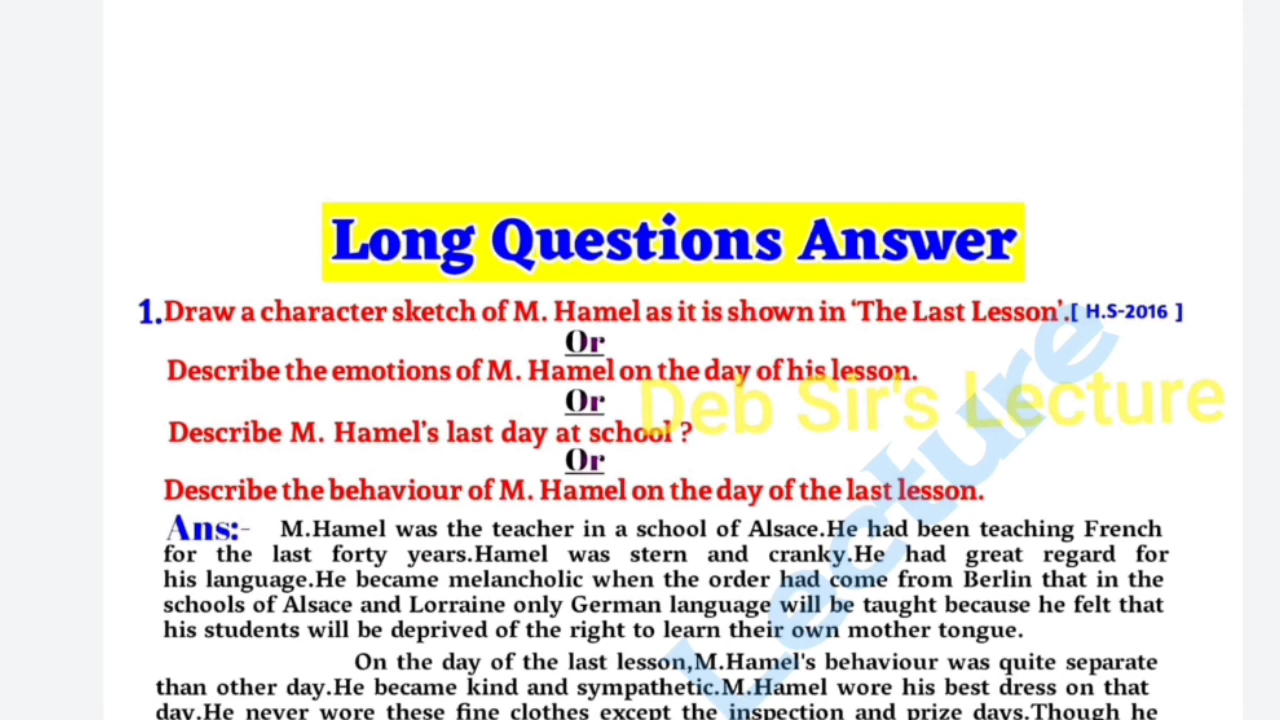 Long Questions Answer
1.Draw a character sketch of M. Hamel as it is shown in ‘The Last Lesson’.[ H.S-2016 ]
Or
Describe the emotions of M. Hamel on the day of his lesson.
Or
Deb Sir's Lecture
Describe M. Hamel’s last day at school ?
Or
Describe the behaviour of M. Hamel on the day of the last lesson.
Ans:- M.Hamel was the teacher in a school of Alsace.He had been teaching French
for the last forty years.Hamel was stern and cranky.He had great regard for
his language.He became melancholic when the order had come from Berlin that in the
schools of Alsace and Lorraine only German language will be taught because he felt that
his students will be deprived of the right to learn their own mother tongue.
On the day of the last lesson,M.Hamel's behaviour was quite separate
than other day.He became kind and sympathetic.M.Hamel wore his best dress on that
day.He never wore these fine clothes except the inspection and prize days.Though he
Lecture